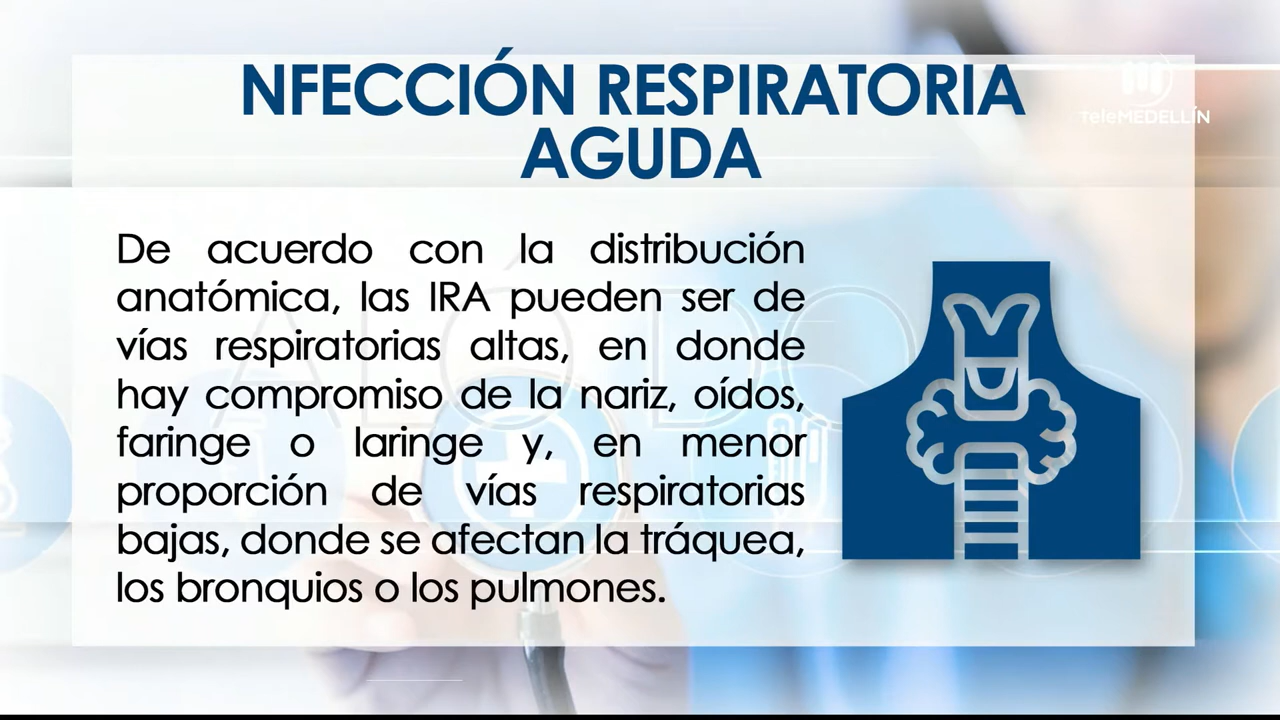 NFECCIÓN RESPIRATORIA
AGUDA
TeleMEDELLÍN
De acuerdo con la distribución
anatómica, las IRA pueden ser de
vías respiratorias altas, en donde
hay compromiso de la nariz, oídos,
faringe o laringe y, en menor
proporción de vías respiratorias
bajas, donde se afectan la tráquea,
los bronquios o los pulmones.